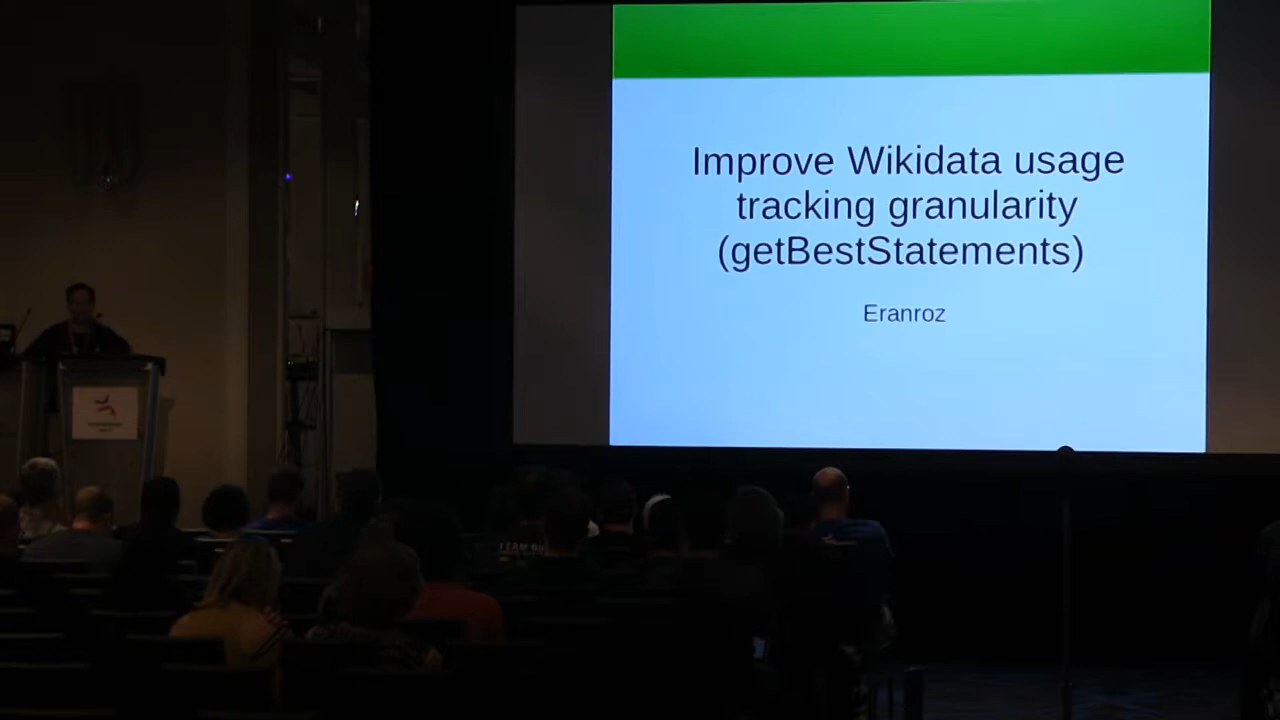 Improve Wikidata usage
tracking granularity
(getBestStatements)
Eranroz